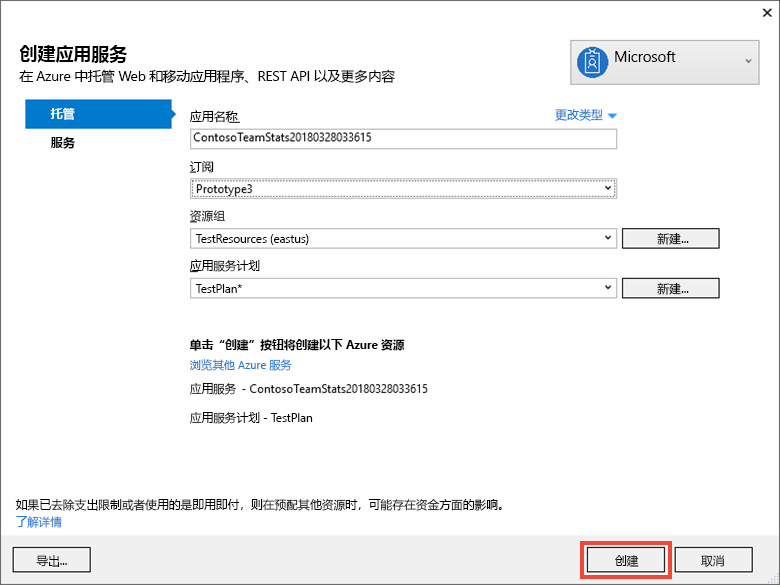 创建应用服务
在 Azure 中托管 Web 和移动应用程序、REST API 以及更多内容
Microsoft
托管
服务
应用名称
更改类型
ContosoTeamStats20180328033615
订阅
Prototype3
资源组
TestResources (eastus)
新建...
应用服务计划
TestPlan*
新建...
单击“创建”按钮将创建以下 Azure 资源
浏览其他 Azure 服务
应用服务 - ContosoTeamStats20180328033615
应用服务计划 - TestPlan
如果已去除支出限制或者使用的是即用即付，则在预配其他资源时，可能存在资金方面的影响。
了解详情
导出...
创建
取消